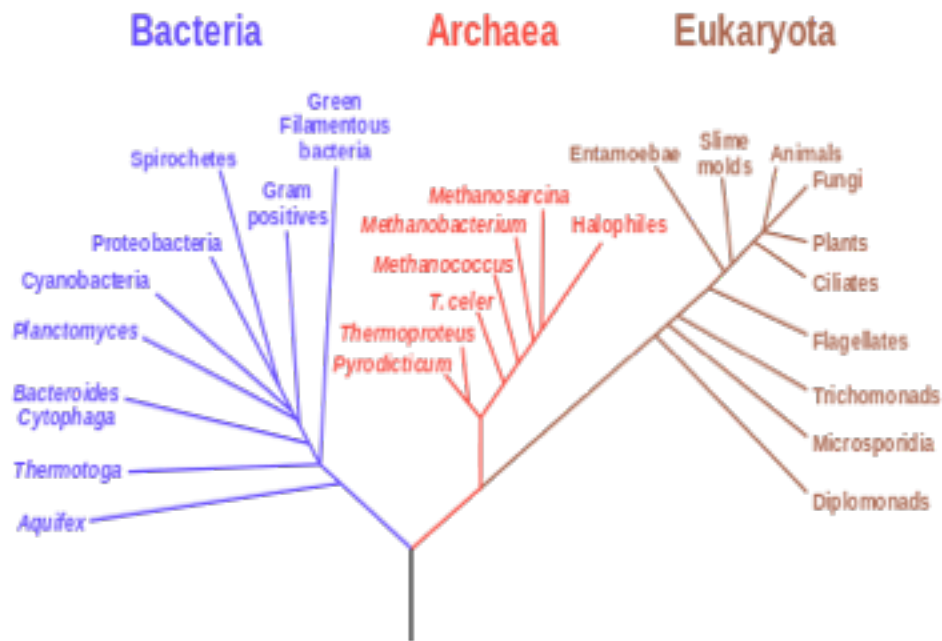 Bacteria
Archaea
Eukaryota
Green
Filamentous
bacteria
Spirochetes
Gram
positives
Proteobacteria
Cyanobacteria
Planctomyces
Bacteroides
Cytophaga
Thermotoga
Aquifex
Methanosarcina
Methanobacterium
Halophiles
Methanococcus
T. celer
Thermoproteus
Pyrodicticum
Entamoebae
Slime
molds
Animals
Fungi
Plants
Ciliates
Flagellates
Trichomonads
Microsporidia
Diplomonads